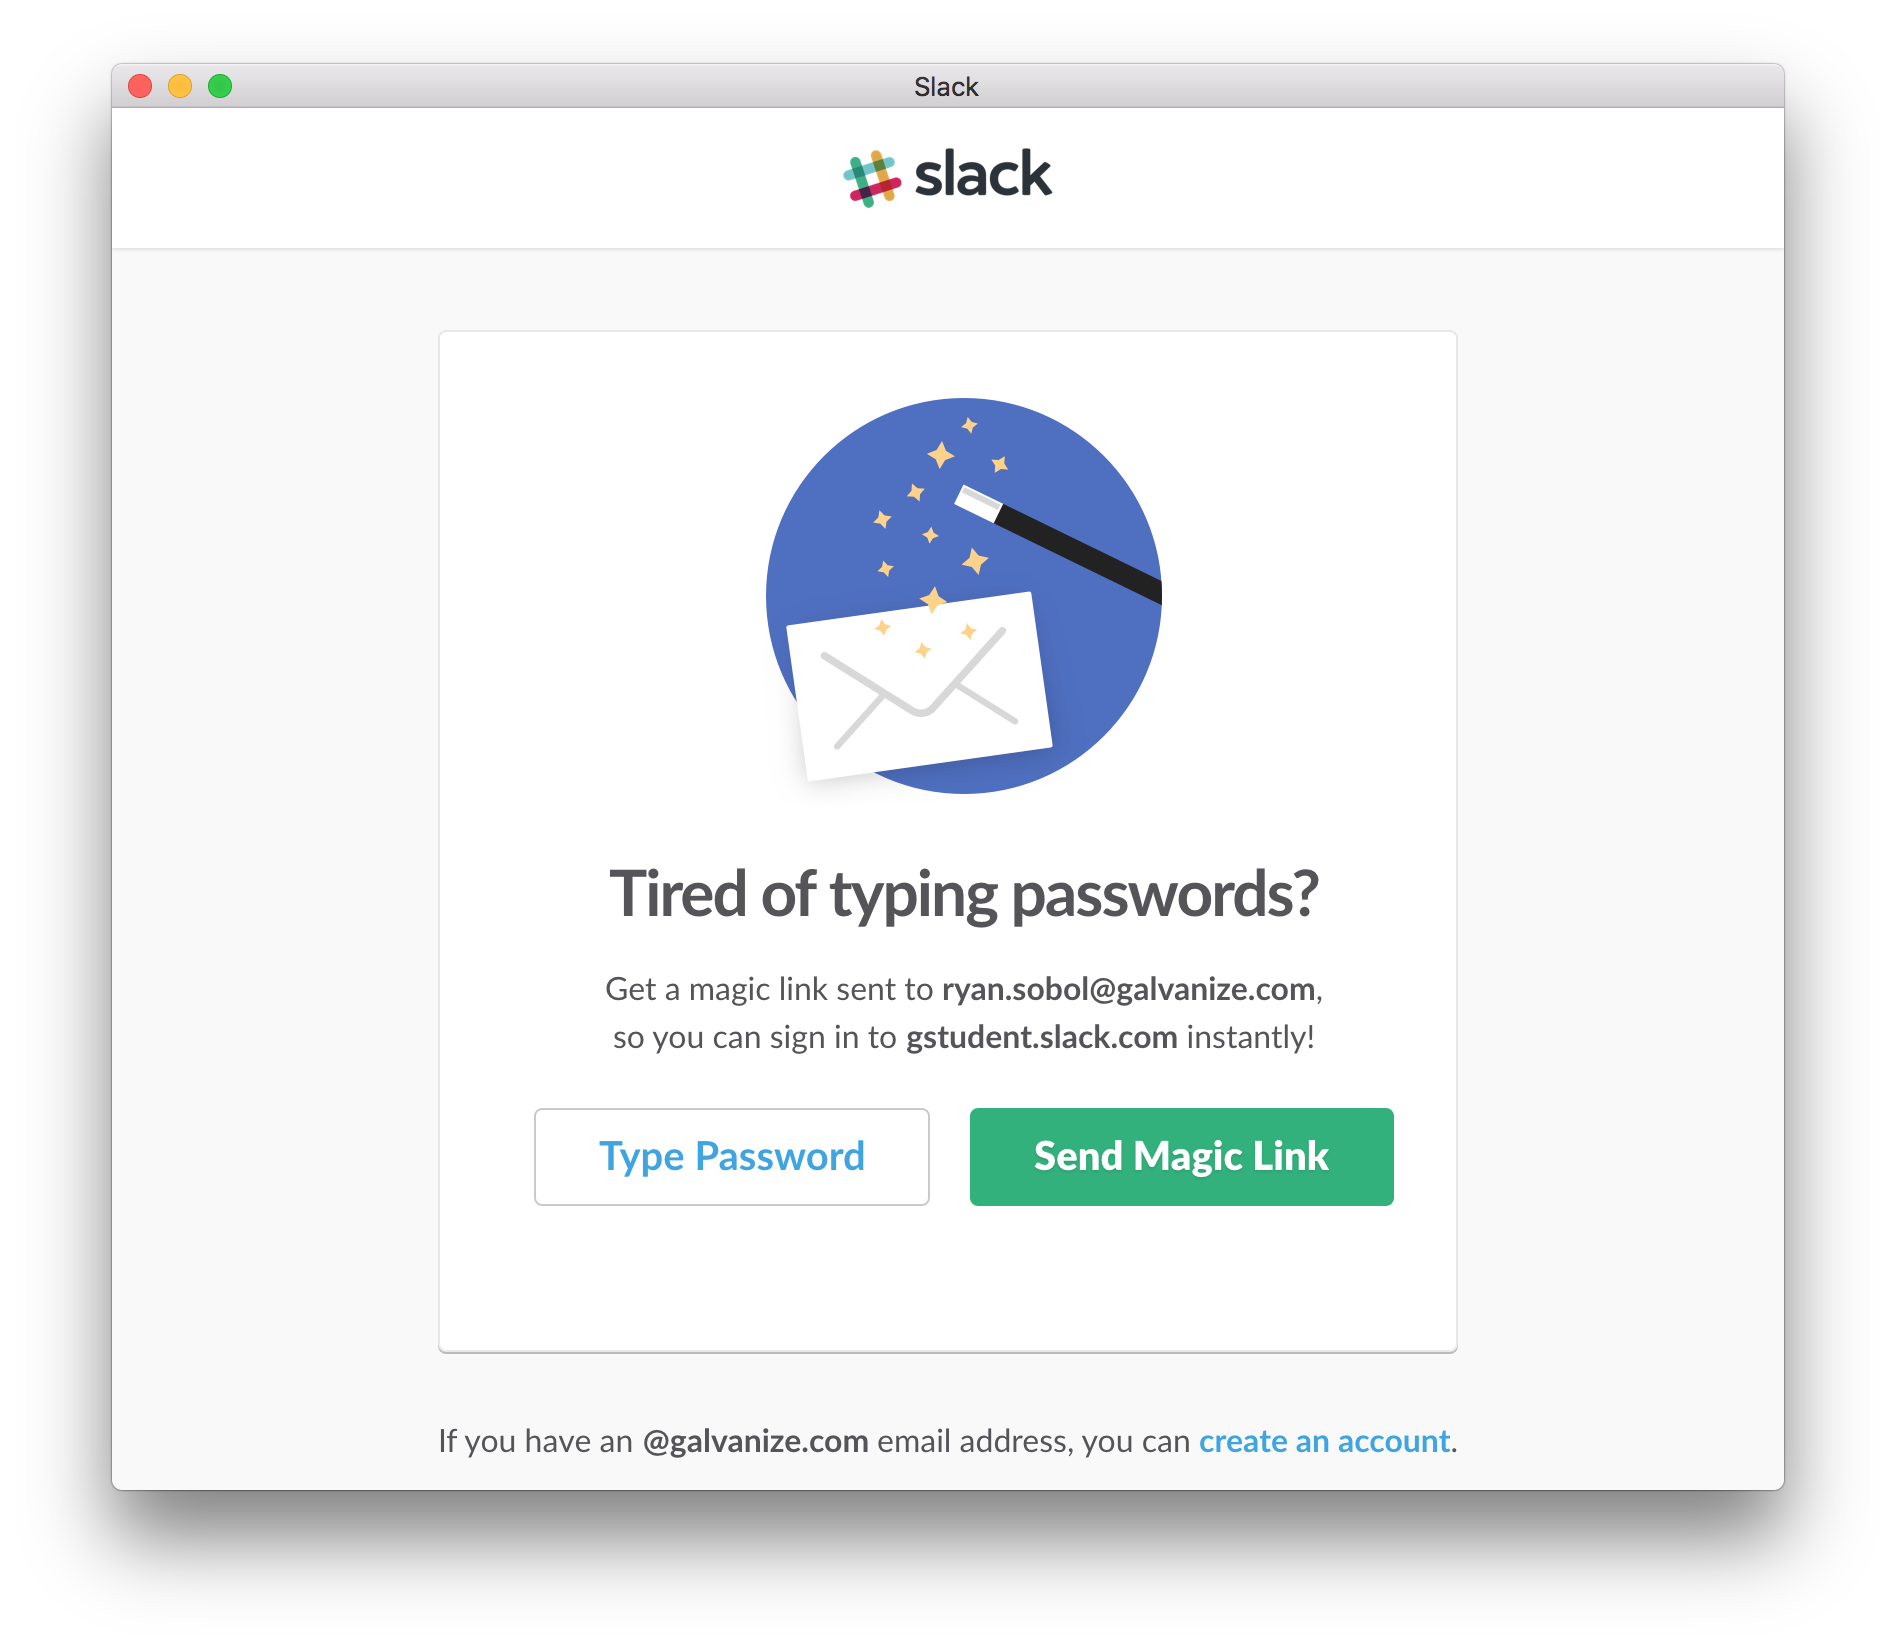 Slack
slack
Tired of typing passwords?
Get a magic link sent to ryan.sobol@galvanize.com,
so you can sign in to gstudent.slack.com instantly!
Type Password
Send Magic Link
If you have an @galvanize.com email address, you can create an account.